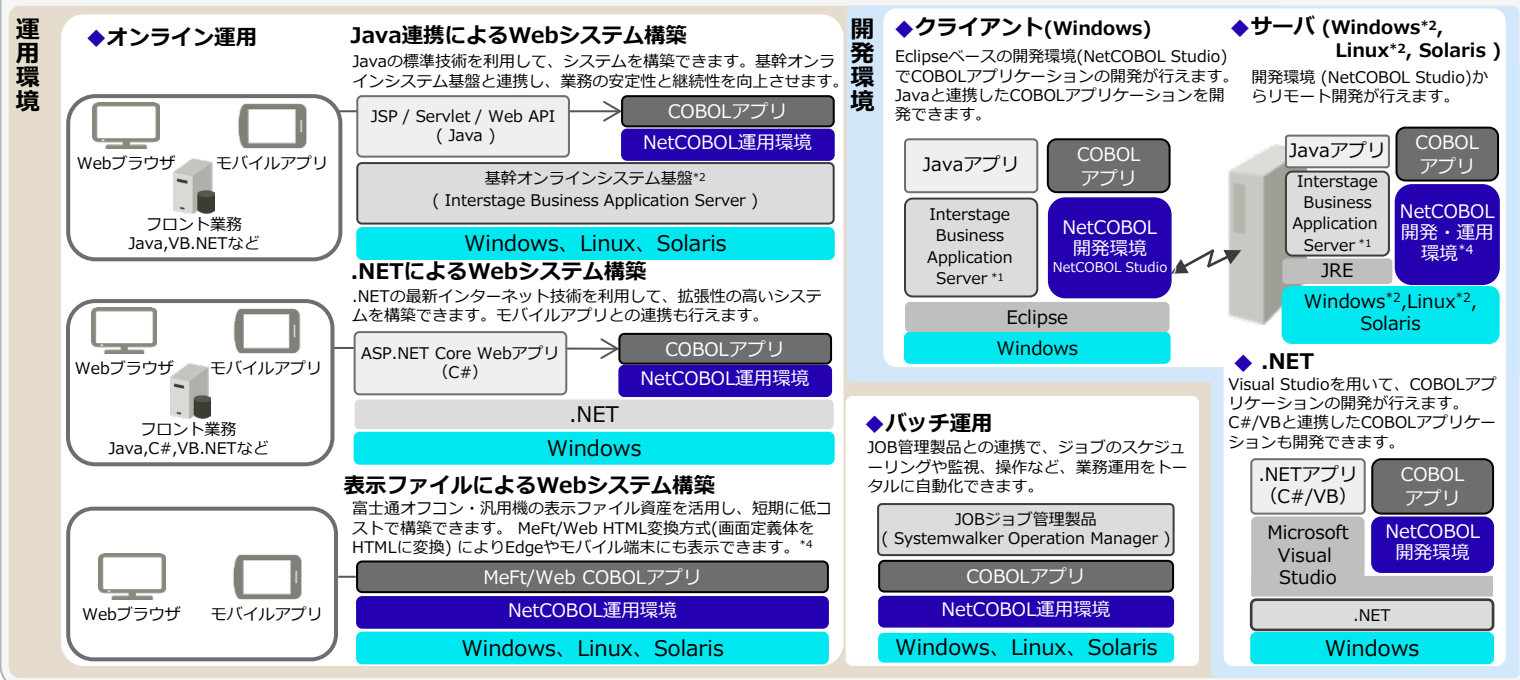 運用環境
◆オンライン運用
Java連携によるWebシステム構築
Javaの標準技術を利用して、システムを構築できます。基幹オンラ
インシステム基盤と連携し、業務の安定性と継続性を向上させます。
Webブラウザ
モバイルアプリ
フロント業務
Java,VB.NETなど
JSP / Servlet / Web API
( Java )
COBOLアプリ
NetCOBOL運用環境
基幹オンラインシステム基盤*2
( Interstage Business Application Server )
Windows、Linux、Solaris
.NETによるWebシステム構築
.NETの最新インターネット技術を利用して、拡張性の高いシステ
ムを構築できます。モバイルアプリとの連携も行えます。
Webブラウザ
モバイルアプリ
フロント業務
Java,C#,VB.NETなど
ASP.NET Core Webアプリ
（C#）
COBOLアプリ
NetCOBOL運用環境
.NET
Windows
表示ファイルによるWebシステム構築
富士通オフコン・汎用機の表示ファイル資産を活用し、短期に低コ
ストで構築できます。 MeFt/Web HTML変換方式(画面定義体を
HTMLに変換) によりEdgeやモバイル端末にも表示できます。*4
Webブラウザ
モバイルアプリ
MeFt/Web COBOLアプリ
NetCOBOL運用環境
Windows、Linux、Solaris
◆バッチ運用
JOB管理製品との連携で、ジョブのスケジュ
ーリングや監視、操作など、業務運用をトー
タルに自動化できます。
JOBジョブ管理製品
( Systemwalker Operation Manager )
COBOLアプリ
NetCOBOL運用環境
Windows、Linux、Solaris
開発環境
◆クライアント(Windows)
Eclipseベースの開発環境(NetCOBOL Studio)
でCOBOLアプリケーションの開発が行えます。
Javaと連携したCOBOLアプリケーションを開
発できます。
Javaアプリ
COBOL
アプリ
Interstage
Business
Application
Server *1
NetCOBOL
開発環境
NetCOBOL Studio
Eclipse
Windows
◆サーバ (Windows*2,
Linux*2, Solaris )
開発環境 (NetCOBOL Studio)か
らリモート開発が行えます。
Javaアプリ
COBOL
アプリ
Interstage
Business
Application
Server *1
NetCOBOL
開発・運用
環境*4
JRE
Windows*2,Linux*2,
Solaris
◆ .NET
Visual Studioを用いて、COBOLアプ
リケーションの開発が行えます。
C#/VBと連携したCOBOLアプリケー
ションも開発できます。
.NETアプリ
（C#/VB）
COBOL
アプリ
Microsoft
Visual
Studio
NetCOBOL
開発環境
.NET
Windows